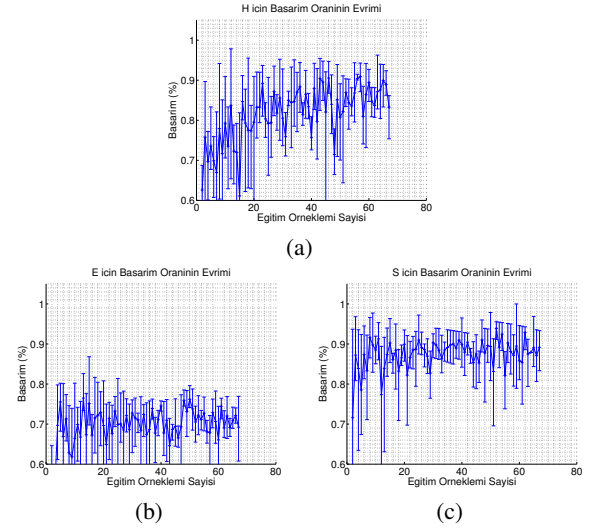 H icin Basarim Oraninin Evrimi
1
0.9
0.8
0.7
0.6
0 20 40 60 80
Basarim (%)
Egitim Orneklemi Sayisi
(a)
E icin Basarim Oraninin Evrimi
1
0.9
0.8
0.7
0.6
0 20 40 60 80
Basarim (%)
Egitim Orneklemi Sayisi
(b)
S icin Basarim Oraninin Evrimi
1
0.9
0.8
0.7
0.6
0 20 40 60 80
Basarim (%)
Egitim Orneklemi Sayisi
(c)